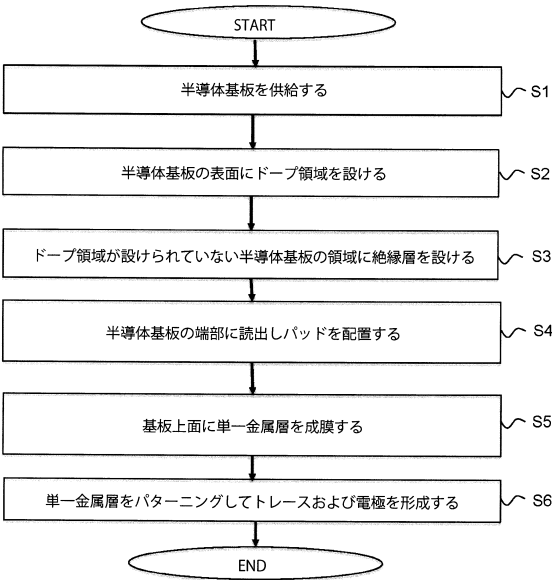 START
半導体基板を供給する
S1
半導体基板の表面にドープ領域を設ける
S2
ドープ領域が設けられていない半導体基板の領域に絶縁層を設ける
S3
半導体基板の端部に読出しパッドを配置する
S4
基板上面に単一金属層を成膜する
S5
単一金属層をパターニングしてトレースおよび電極を形成する
S6
END